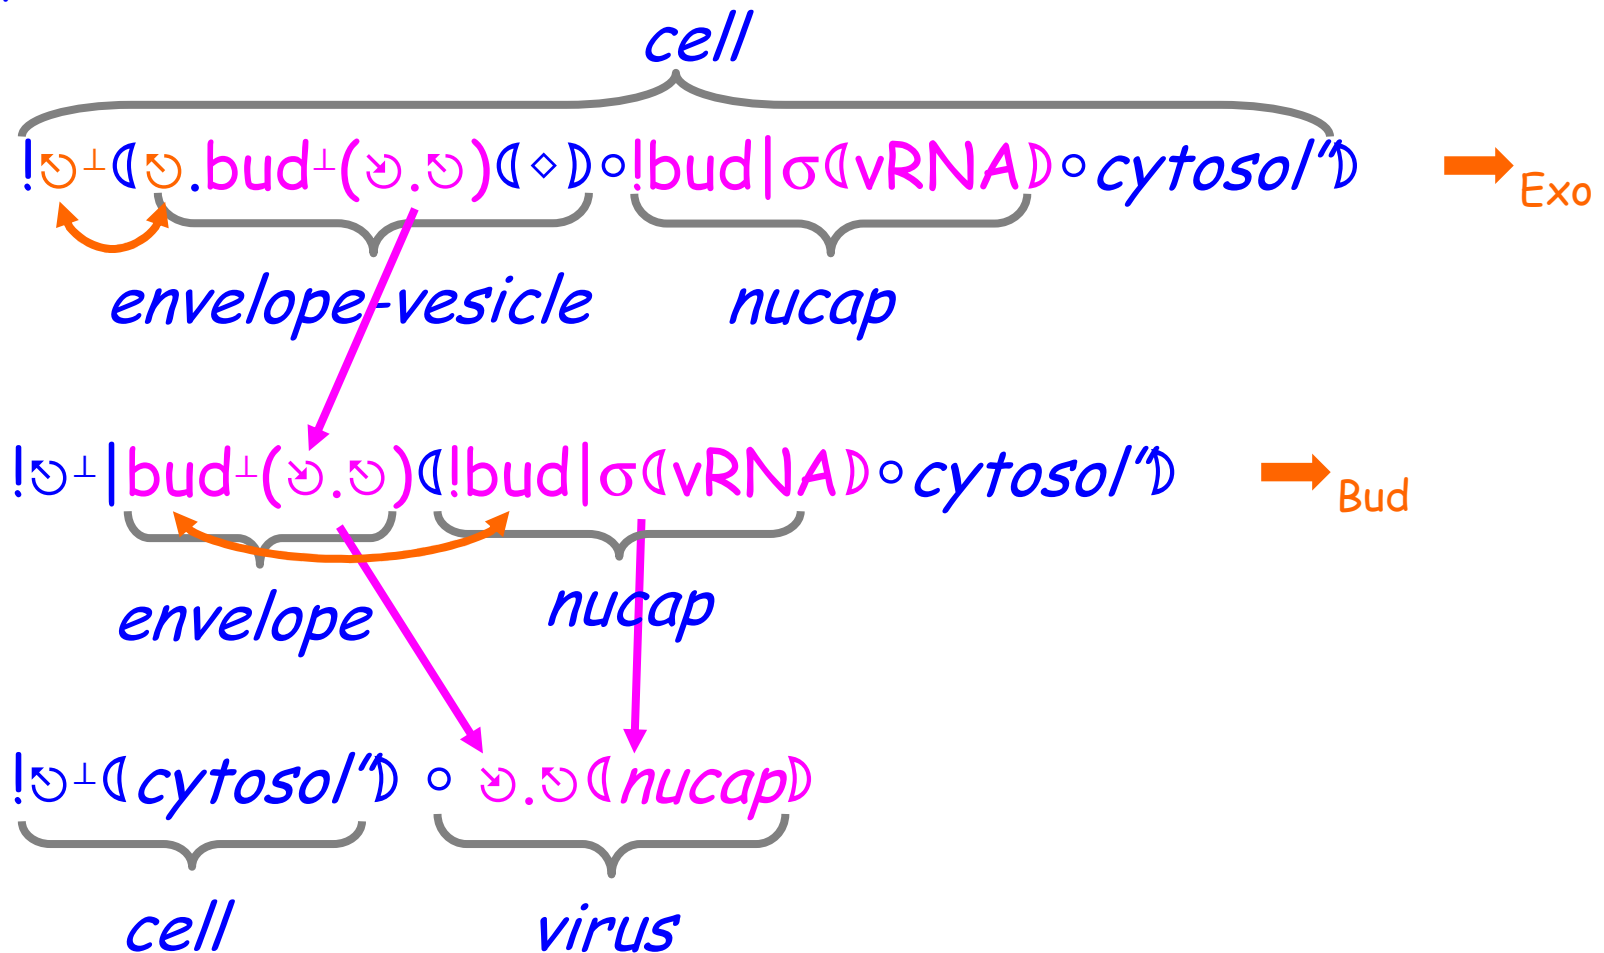 cell
!⎋⊥⦅⎋.bud⊥(⃔.⎋)⦅⋄⦆∘!bud|σ⦅vRNA⦆∘cytosol″⦆ Exo
envelope-vesicle nucap
!⎋⊥|bud⊥(⃔.⎋)⦅!bud|σ⦅vRNA⦆∘cytosol″⦆ Bud
envelope nucap
!⎋⊥⦅cytosol″⦆ ∘ ⃔.⎋⦅nucap⦆
cell virus